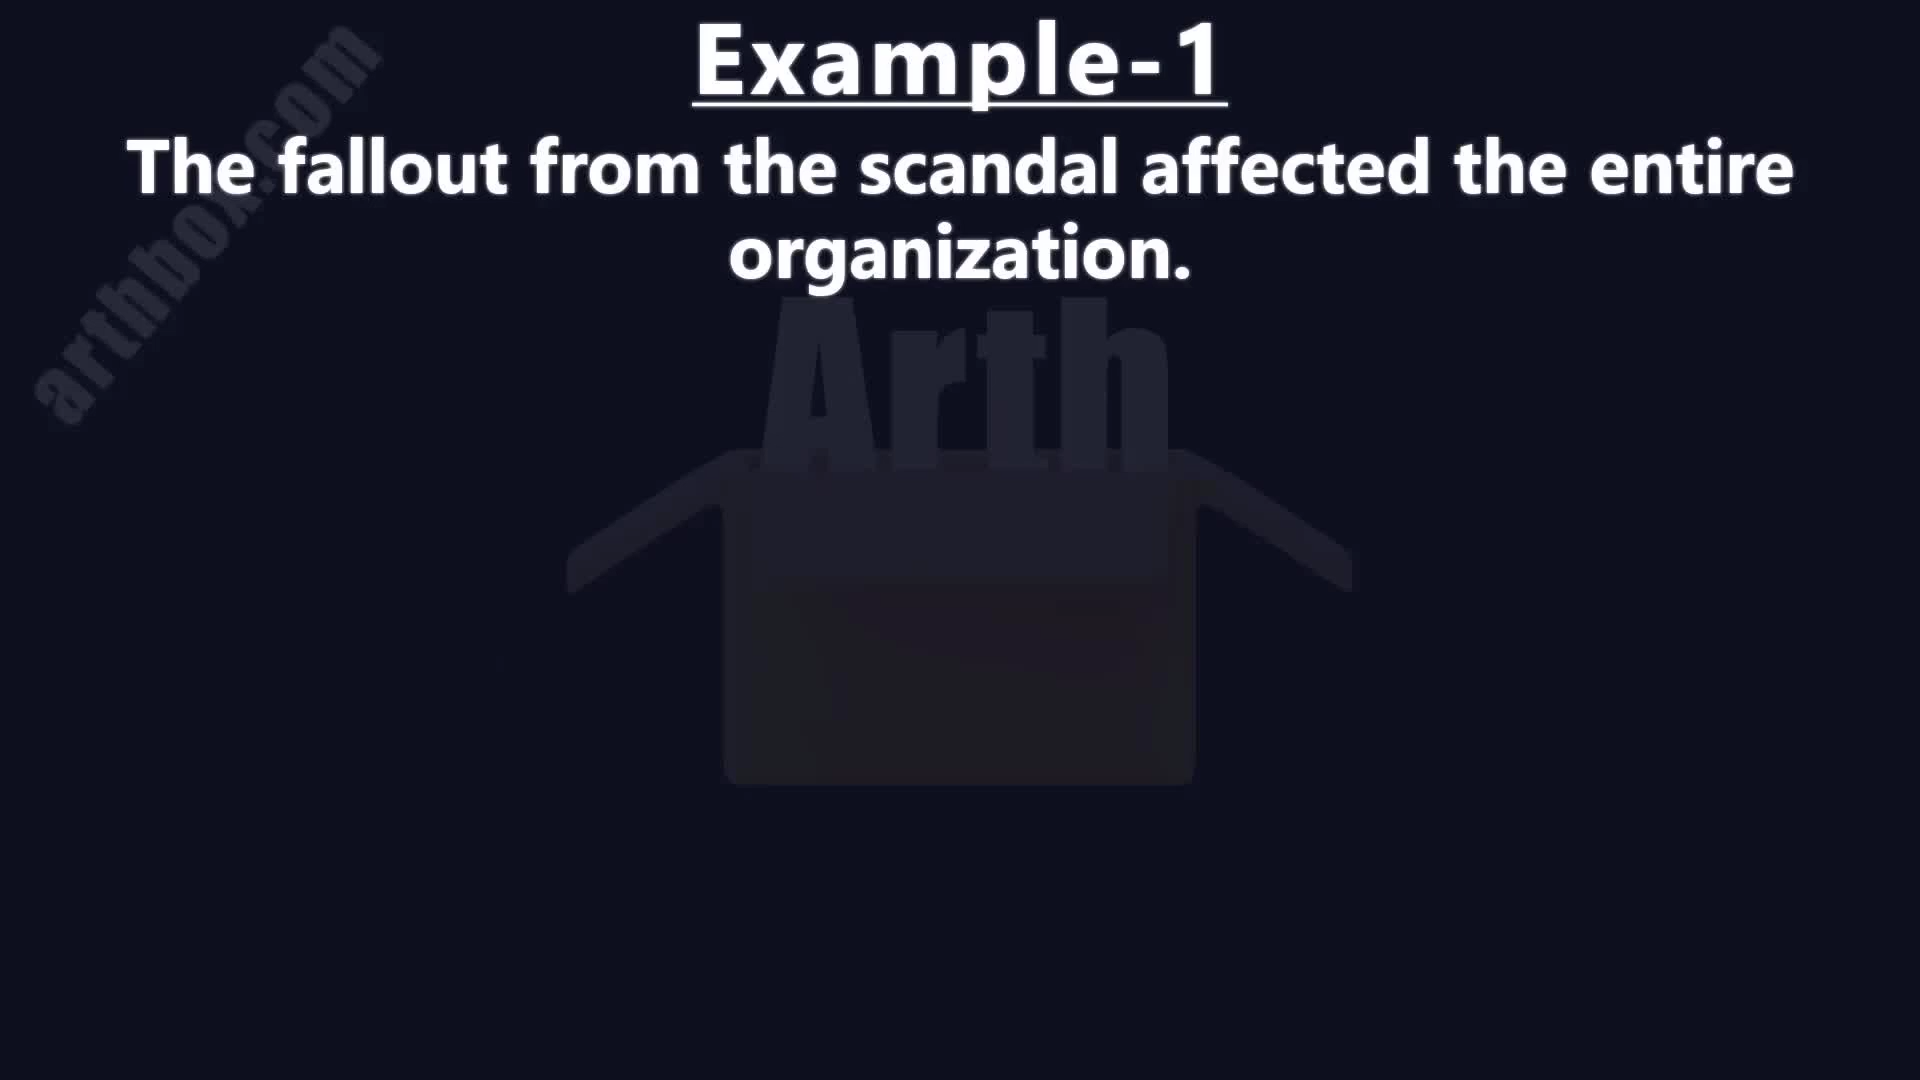 Example-1
The fallout from the scandal affected the entire
organization.
arthbox.com
Arth